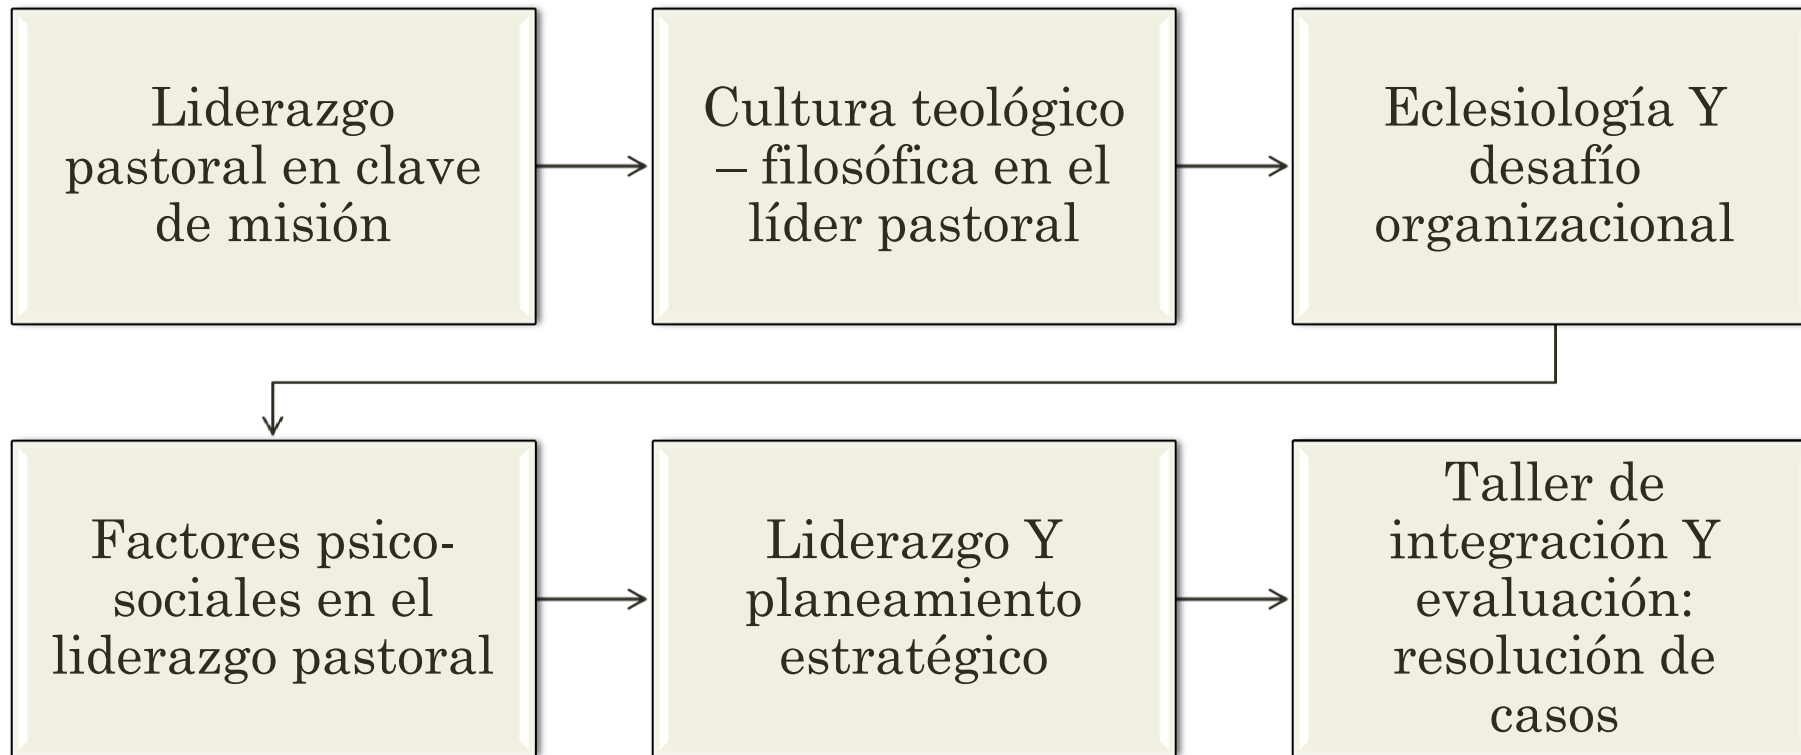 Liderazgo
pastoral en clave
de misión
Cultura teológico
– filosófica en el
líder pastoral
Eclesiología Y
desafío
organizacional
Factores psico-
sociales en el
liderazgo pastoral
Liderazgo Y
planeamiento
estratégico
Taller de
integración Y
evaluación:
resolución de
casos